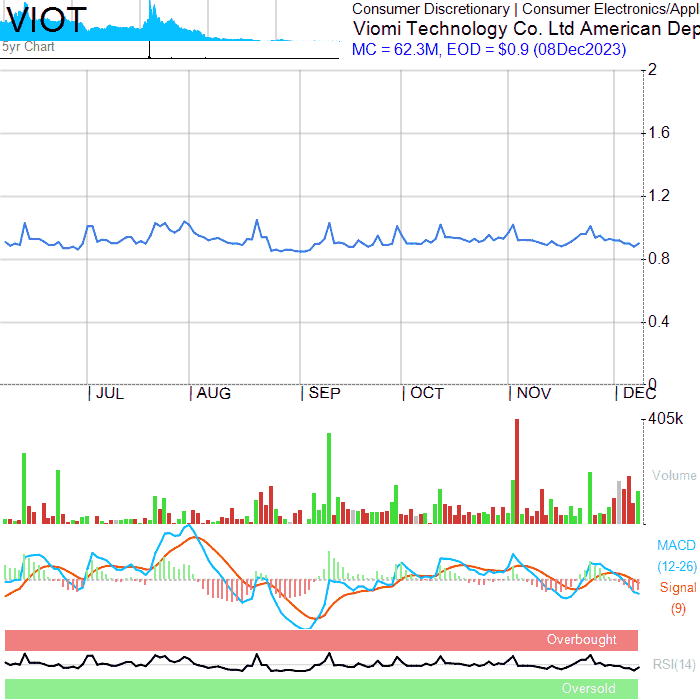 VIOT
5yr Chart
Consumer Discretionary | Consumer Electronics/Appl
Viomi Technology Co. Ltd American Dep
MC = 62.3M, EOD = $0.9 (08Dec2023)
2
1.6
1.2
0.8
0.4
0
JUL AUG SEP OCT NOV DEC
405k
Volume
MACD
(12-26)
Signal
(9)
Overbought
RSI(14)
Oversold